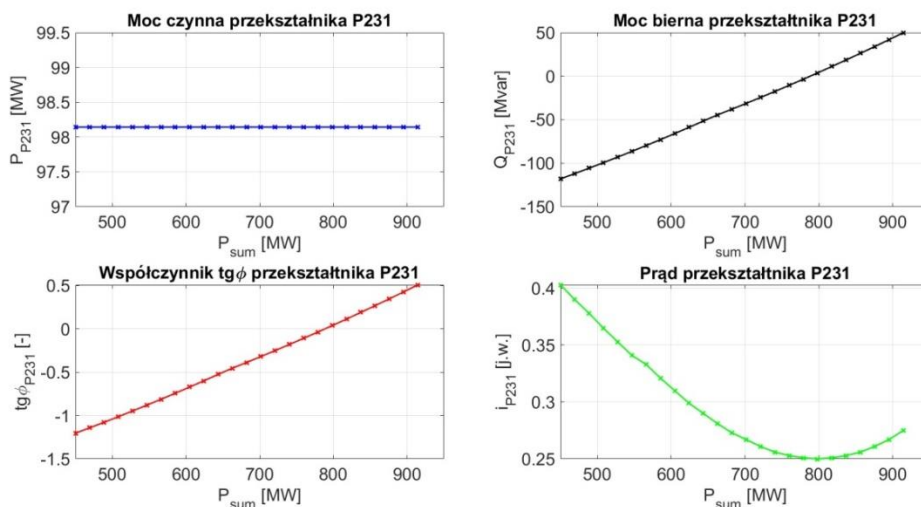 Moc czynna przekształnika P231
99.5
99
98.5
98
97.5
97
P_P231 [MW]
500 600 700 800 900
P_sum [MW]
Moc bierna przekształtnika P231
50
0
-50
-100
-150
Q_P231 [Mvar]
500 600 700 800 900
P_sum [MW]
Współczynnik tgϕ przekształtnika P231
0.5
0
-0.5
-1
-1.5
tgϕ_P231 [-]
500 600 700 800 900
P_sum [MW]
Prąd przekształtnika P231
0.4
0.35
0.3
0.25
i_P231 [j.w.]
500 600 700 800 900
P_sum [MW]